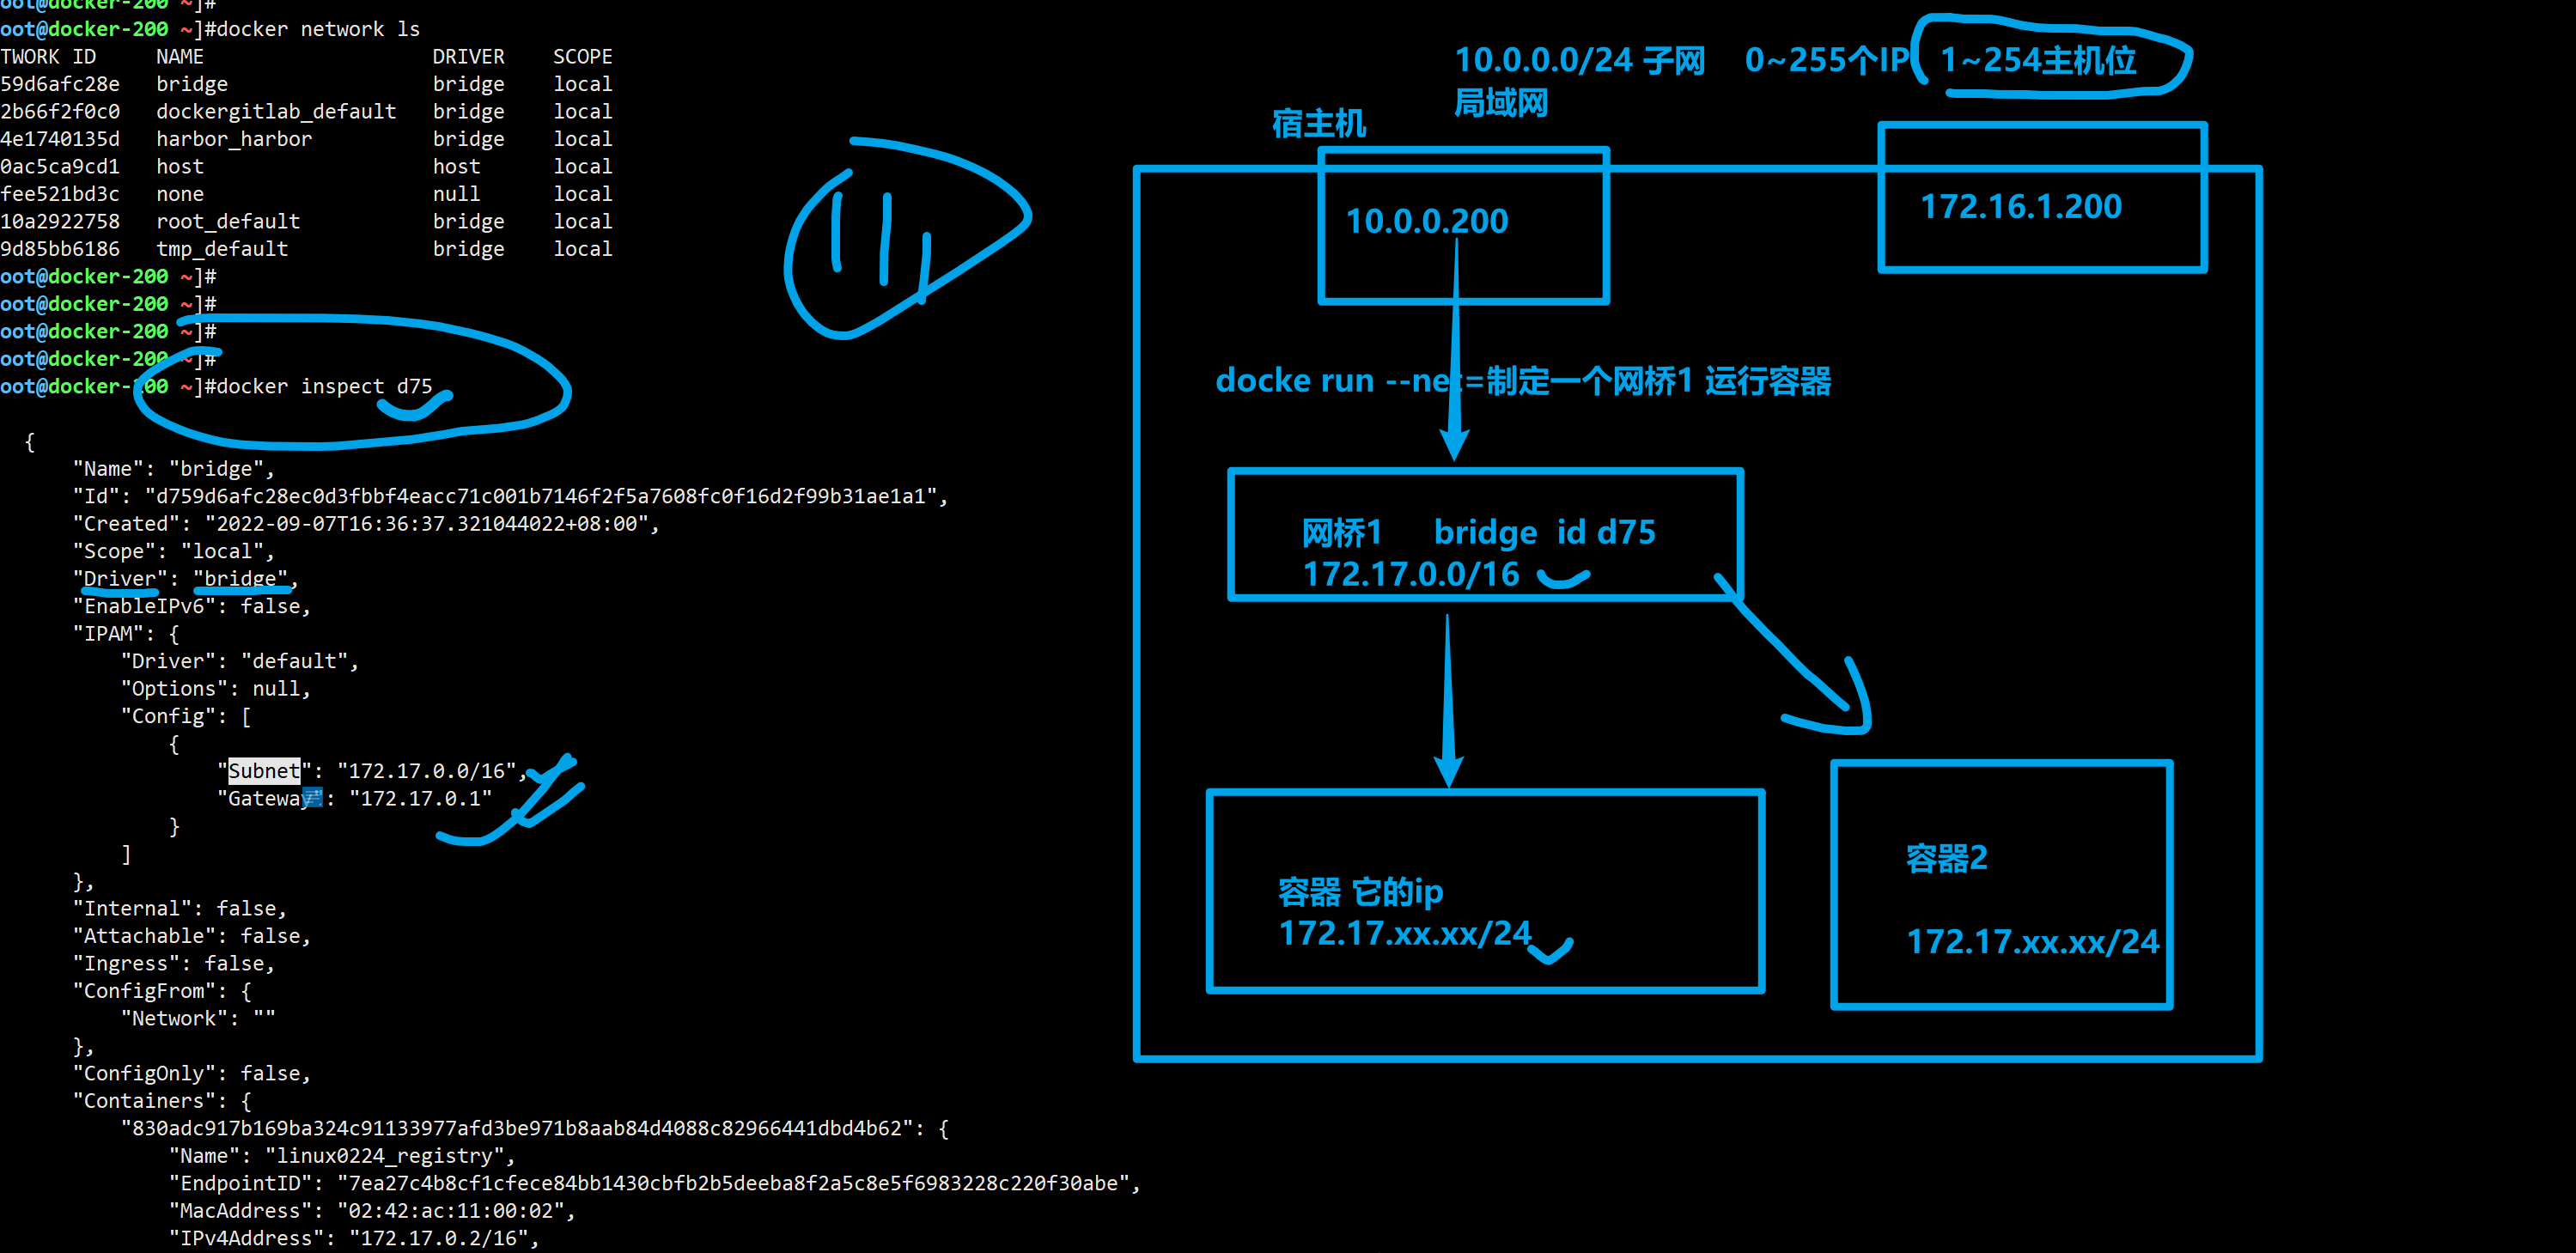 oot@docker-200 ~]#
oot@docker-200 ~]#docker network ls
TWORK ID     NAME                   DRIVER    SCOPE
59d6afc28e   bridge                 bridge    local
2b66f2f0c0   dockergitlab_default   bridge    local
4e1740135d   harbor_harbor          bridge    local
0ac5ca9cd1   host                   host      local
fee521bd3c   none                   null      local
10a2922758   root_default           bridge    local
9d85bb6186   tmp_default            bridge    local
oot@docker-200 ~]#
oot@docker-200 ~]#
oot@docker-200 ~]#
oot@docker-200 ~]#
oot@docker-200 ~]#docker inspect d75
{
"Name": "bridge",
"Id": "d759d6afc28ec0d3fbbf4eacc71c001b7146f2f5a7608fc0f16d2f99b31ae1a1",
"Created": "2022-09-07T16:36:37.321044022+08:00",
"Scope": "local",
"Driver": "bridge",
"EnableIPv6": false,
"IPAM": {
"Driver": "default",
"Options": null,
"Config": [
{
"Subnet": "172.17.0.0/16",
"Gateway": "172.17.0.1"
}
]
},
"Internal": false,
"Attachable": false,
"Ingress": false,
"ConfigFrom": {
"Network": ""
},
"ConfigOnly": false,
"Containers": {
"830adc917b169ba324c91133977afd3be971b8aab84d4088c82966441dbd4b62": {
"Name": "linux0224_registry",
"EndpointID": "7ea27c4b8cf1cfece84bb1430cbfb2b5deeba8f2a5c8e5f6983228c220f30abe",
"MacAddress": "02:42:ac:11:00:02",
"IPv4Address": "172.17.0.2/16",
10.0.0.0/24 子网    0~255个IP   1~254主机位
局域网
宿主机
10.0.0.200
172.16.1.200
docke run --net=制定一个网桥1 运行容器
网桥1     bridge  id d75
172.17.0.0/16
容器 它的ip
172.17.xx.xx/24
容器2
172.17.xx.xx/24